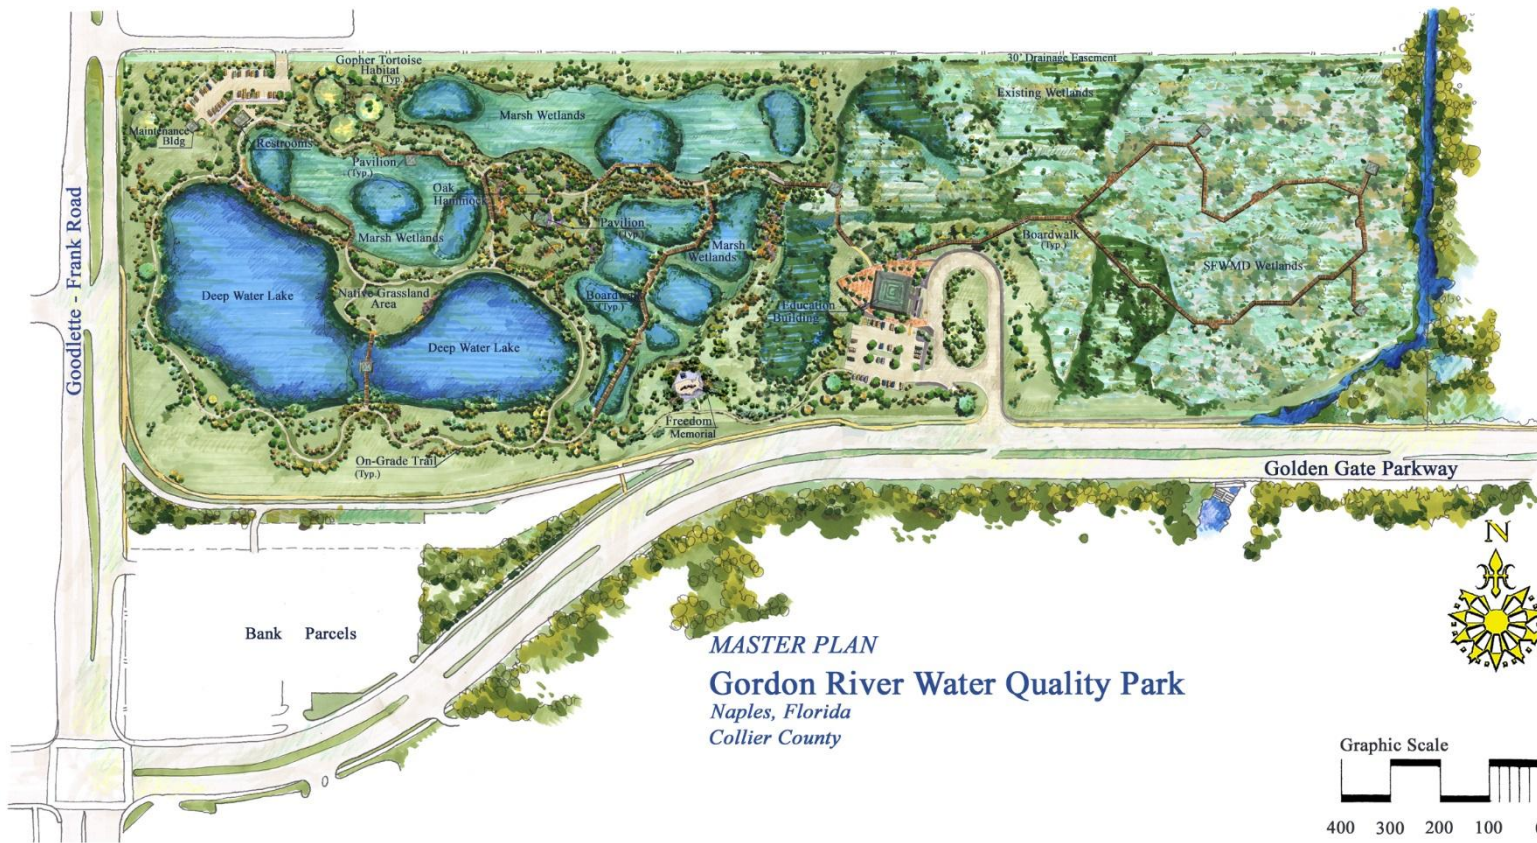 30' Drainage Easement
Gopher Tortoise
Habitat
(Typ.)
Existing Wetlands
Marsh Wetlands
Maintenance
Bldg
Restrooms
Pavilion
(Typ.)
Oak
Hammock
Pavilion
(Typ.)
Marsh Wetlands
Marsh
Wetlands
Boardwalk
(Typ.)
SFWMD Wetlands
Goodlette - Frank Road
Deep Water Lake
Native Grassland
Area
Boardwalk
(Typ.)
Education
Building
Deep Water Lake
Freedom
Memorial
On-Grade Trail
(Typ.)
Golden Gate Parkway
N
Bank Parcels
MASTER PLAN
Gordon River Water Quality Park
Naples, Florida
Collier County
Graphic Scale
400 300 200 100